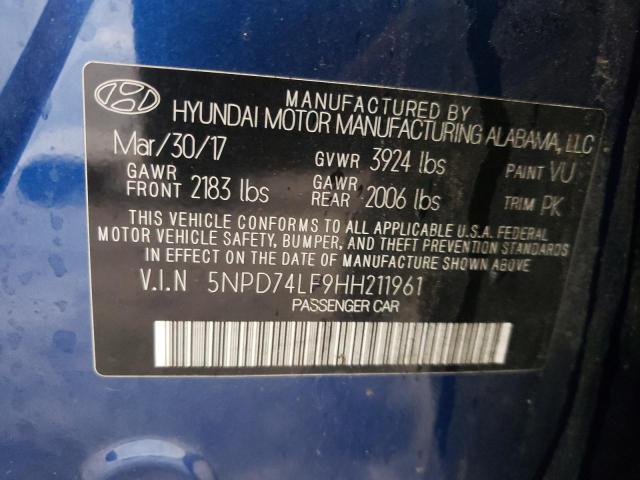 MANUFACTURED BY
HYUNDAI MOTOR MANUFACTURING ALABAMA, LLC
Mar/30/17 GVWR 3924 lbs PAINT VU
GAWR FRONT 2183 lbs GAWR REAR 2006 lbs TRIM PK
THIS VEHICLE CONFORMS TO ALL APPLICABLE U.S.A. FEDERAL
MOTOR VEHICLE SAFETY, BUMPER, AND THEFT PREVENTION STANDARDS
IN EFFECT ON THE DATE OF MANUFACTURE SHOWN ABOVE.
V.I.N 5NPD74LF9HH211961
PASSENGER CAR